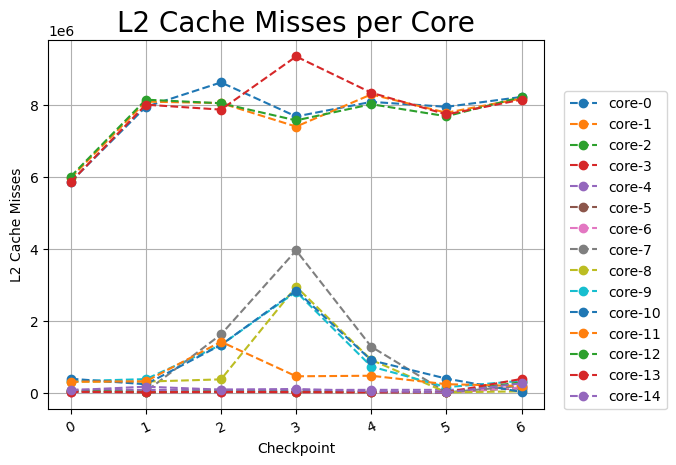 L2 Cache Misses per Core
1e6
8
6
4
2
0
L2 Cache Misses
0 1 2 3 4 5 6
Checkpoint
core-0
core-1
core-2
core-3
core-4
core-5
core-6
core-7
core-8
core-9
core-10
core-11
core-12
core-13
core-14